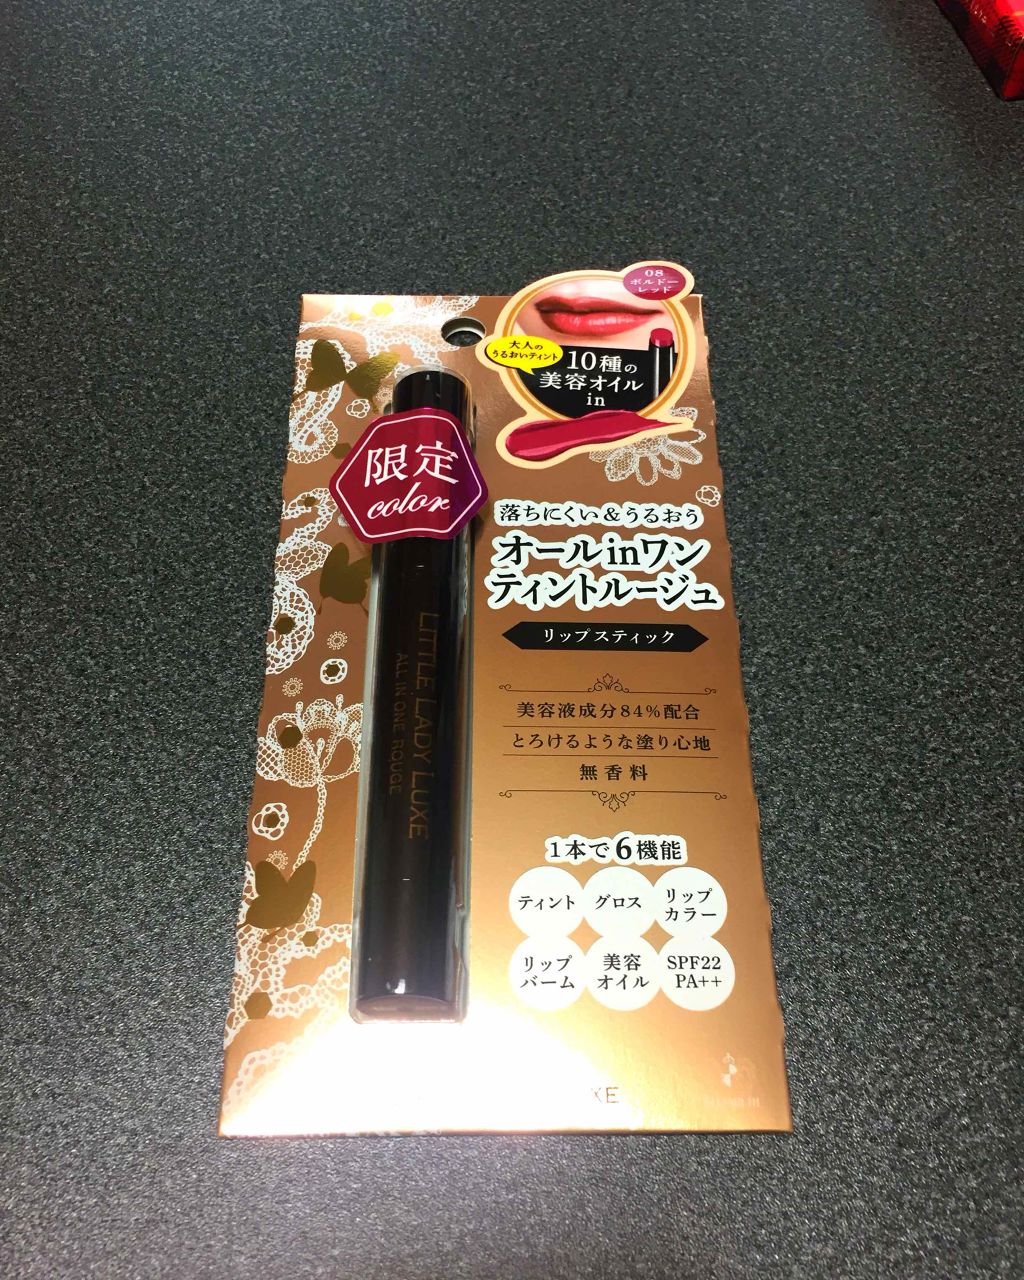 08
ボルドー
レッド
大人の
うるおいティント
10種の
美容オイル
in
限定
color
落ちにくい&うるおう
オールinワン
ティントルージュ
リップスティック
LITTLE LADY LUXE
ALL IN ONE ROUGE
美容液成分84%配合
とろけるような塗り心地
無香料
1本で6機能
ティント
グロス
リップ
カラー
リップ
バーム
美容
オイル
SPF22
PA++
XE